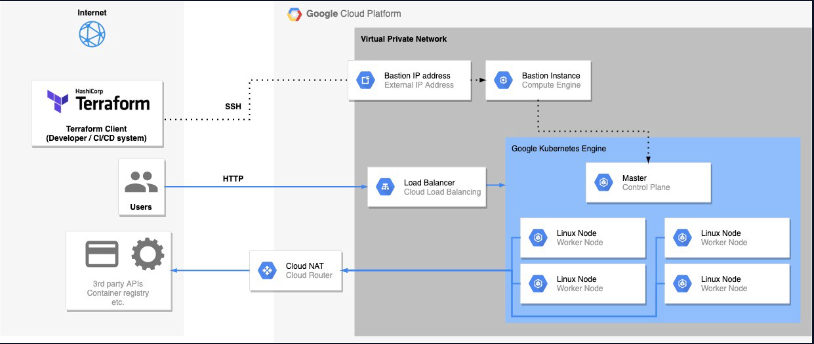 Internet
Google Cloud Platform
Virtual Private Network
HashiCorp
Terraform
Terraform Client
(Developer / CI/CD system)
SSH
Bastion IP address
External IP Address
Bastion Instance
Compute Engine
Google Kubernetes Engine
Master
Control Plane
Users
HTTP
Load Balancer
Cloud Load Balancing
Linux Node
Worker Node
Linux Node
Worker Node
Linux Node
Worker Node
Linux Node
Worker Node
Cloud NAT
Cloud Router
3rd party APIs
Container registry
etc.